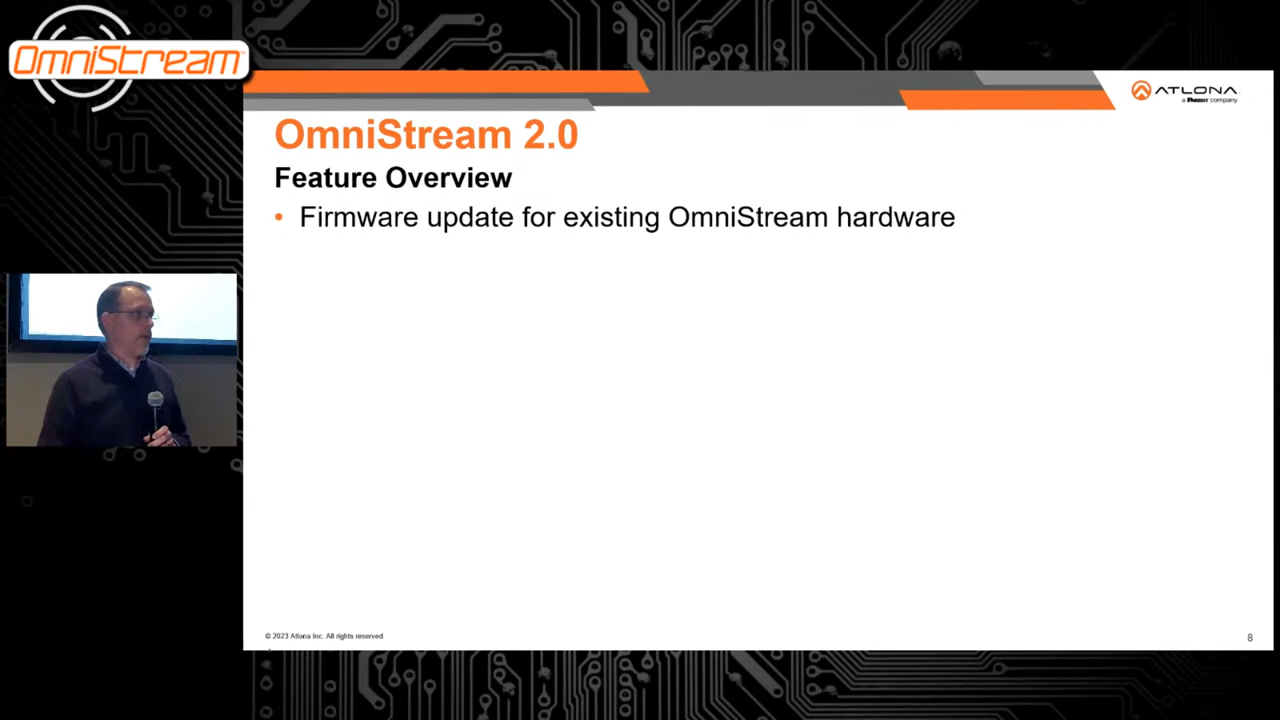 OmniStream™
ATLONA
a PANDUIT company
OmniStream 2.0
Feature Overview
• Firmware update for existing OmniStream hardware
© 2023 Atlona Inc. All rights reserved.
8